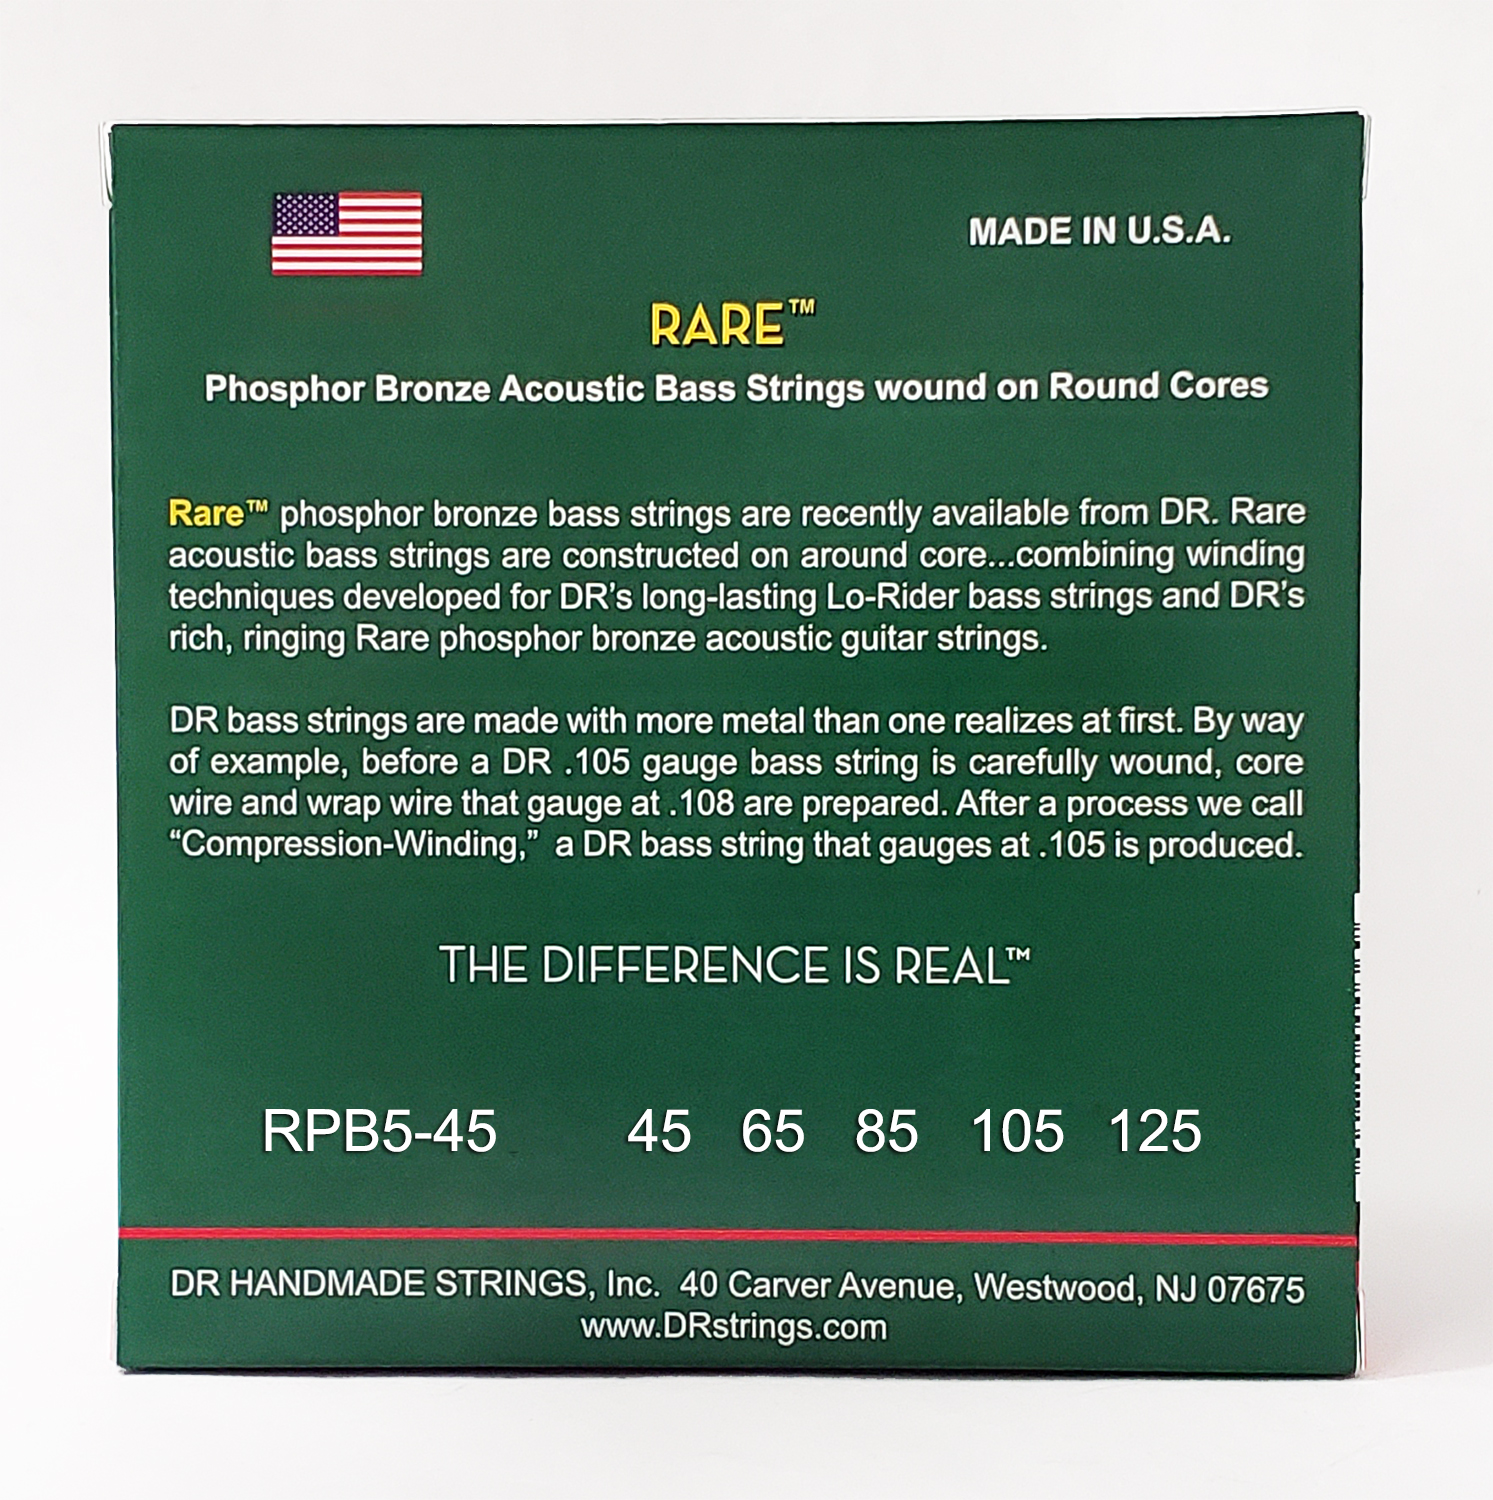 MADE IN U.S.A.
RARE™
Phosphor Bronze Acoustic Bass Strings wound on Round Cores
Rare™ phosphor bronze bass strings are recently available from DR. Rare
acoustic bass strings are constructed on around core...combining winding
techniques developed for DR's long-lasting Lo-Rider bass strings and DR's
rich, ringing Rare phosphor bronze acoustic guitar strings.
DR bass strings are made with more metal than one realizes at first. By way
of example, before a DR .105 gauge bass string is carefully wound, core
wire and wrap wire that gauge at .108 are prepared. After a process we call
“Compression-Winding,” a DR bass string that gauges at .105 is produced.
THE DIFFERENCE IS REAL™
RPB5-45 45 65 85 105 125
DR HANDMADE STRINGS, Inc. 40 Carver Avenue, Westwood, NJ 07675
www.DRstrings.com